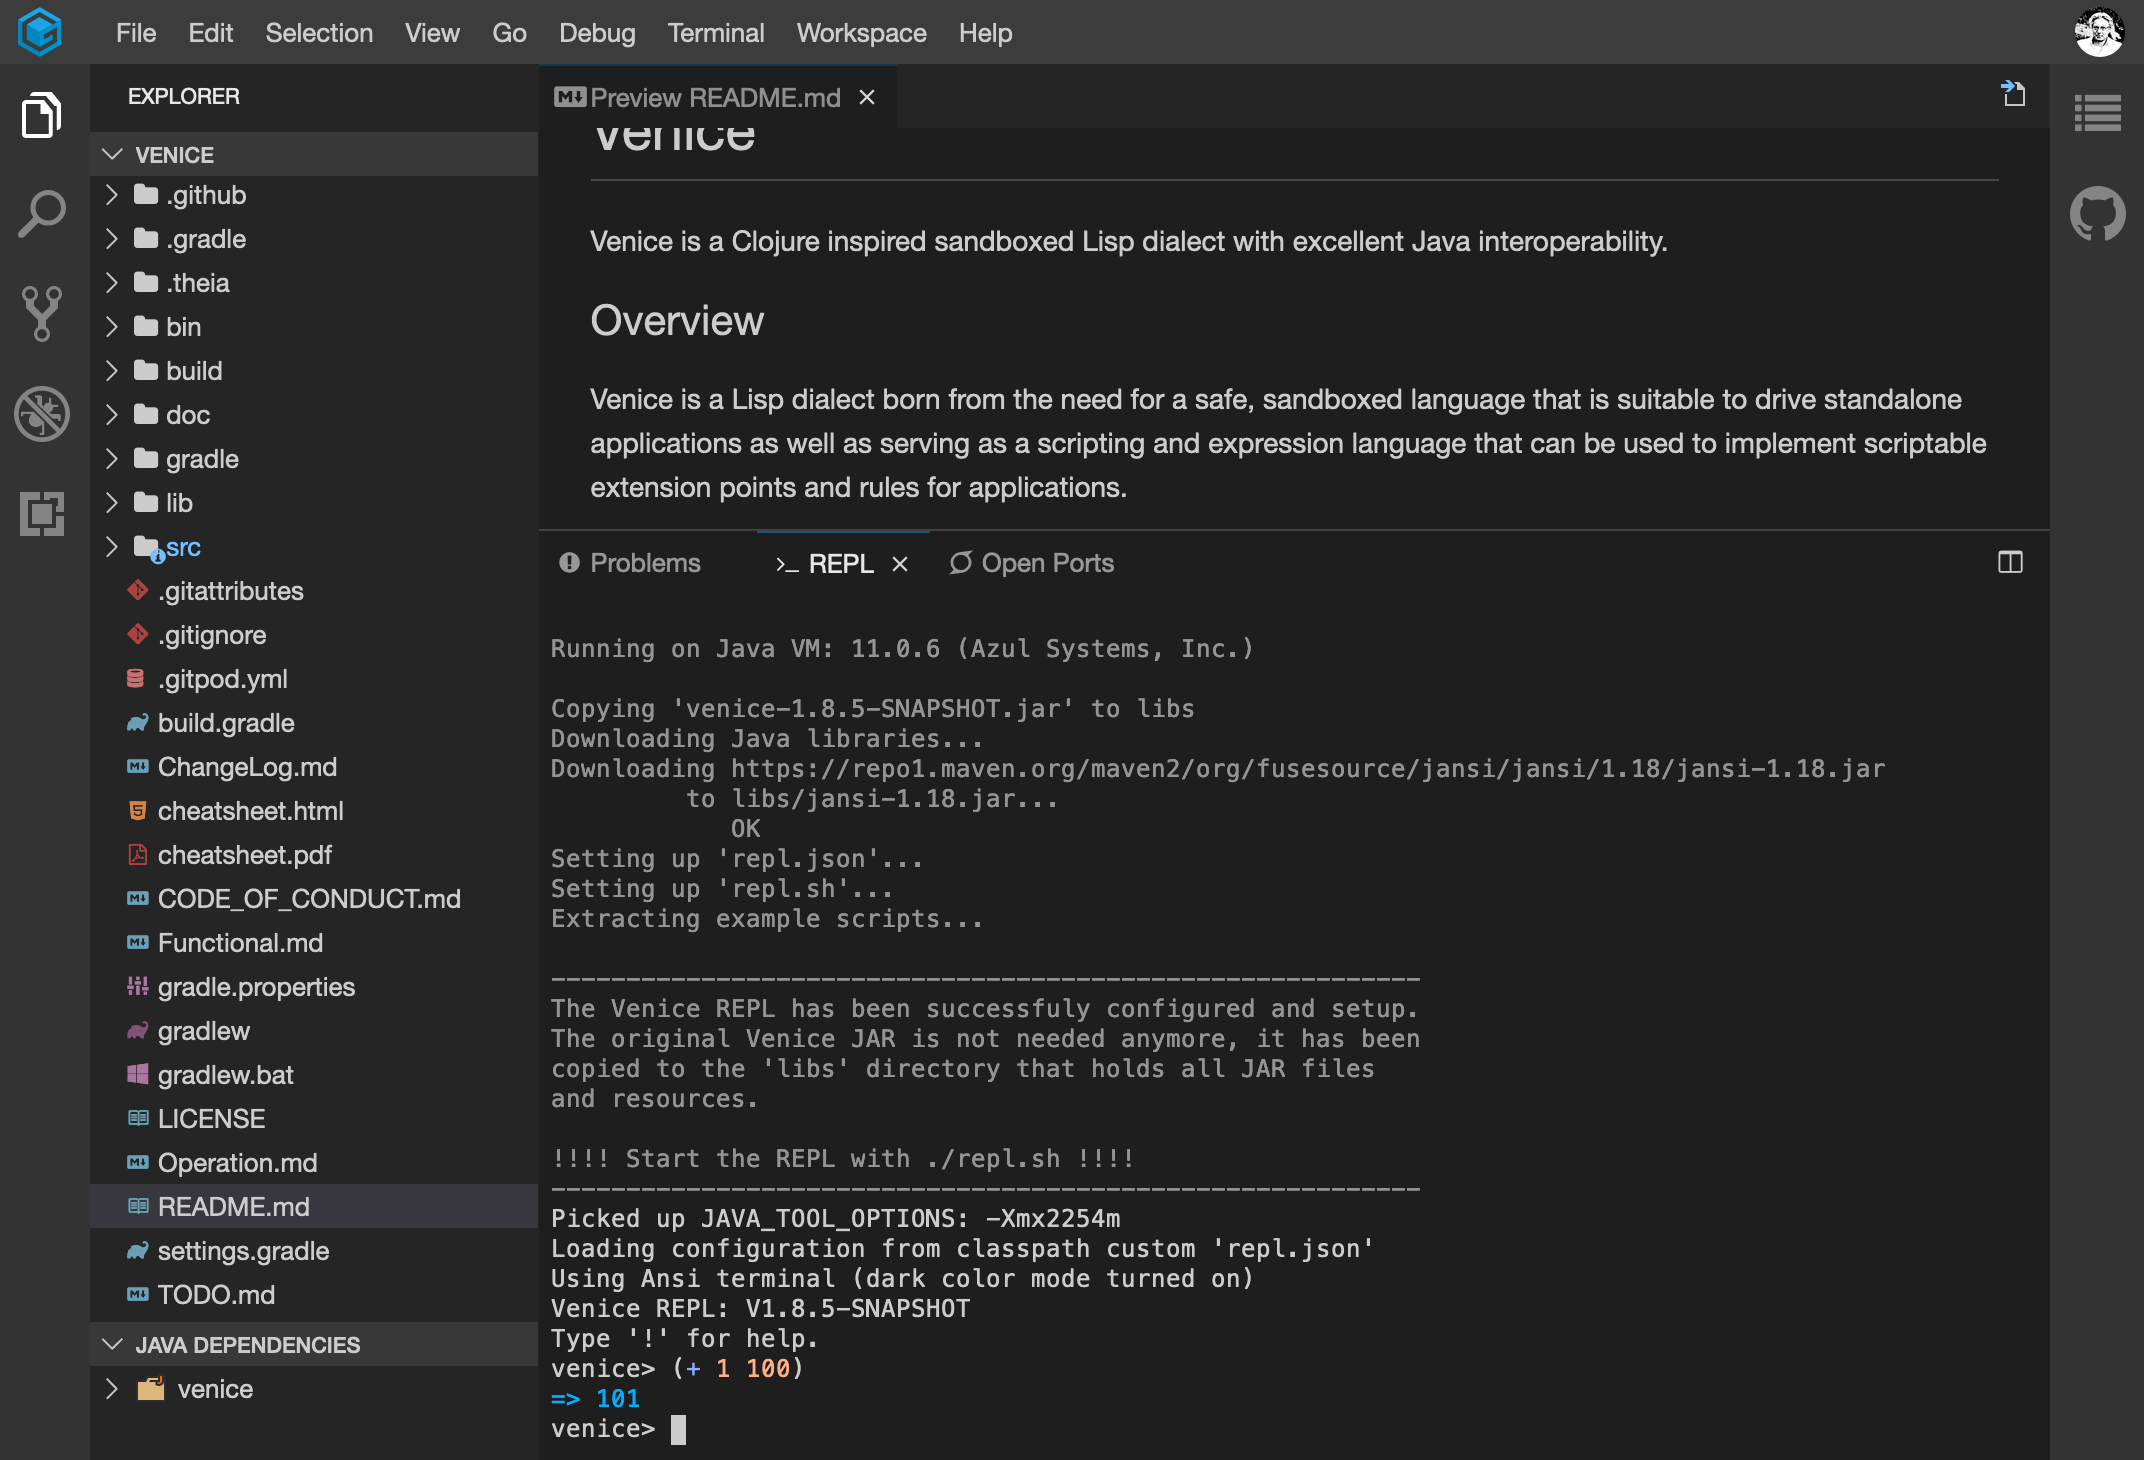 File Edit Selection View Go Debug Terminal Workspace Help
EXPLORER
VENICE
.github
.gradle
.theia
bin
build
doc
gradle
lib
src
.gitattributes
.gitignore
.gitpod.yml
build.gradle
ChangeLog.md
cheatsheet.html
cheatsheet.pdf
CODE_OF_CONDUCT.md
Functional.md
gradle.properties
gradlew
gradlew.bat
LICENSE
Operation.md
README.md
settings.gradle
TODO.md
JAVA DEPENDENCIES
venice
Preview README.md
Venice
Venice is a Clojure inspired sandboxed Lisp dialect with excellent Java interoperability.
Overview
Venice is a Lisp dialect born from the need for a safe, sandboxed language that is suitable to drive standalone
applications as well as serving as a scripting and expression language that can be used to implement scriptable
extension points and rules for applications.
Problems >_ REPL Open Ports
Running on Java VM: 11.0.6 (Azul Systems, Inc.)
Copying 'venice-1.8.5-SNAPSHOT.jar' to libs
Downloading Java libraries...
Downloading https://repo1.maven.org/maven2/org/fusesource/jansi/jansi/1.18/jansi-1.18.jar
to libs/jansi-1.18.jar...
OK
Setting up 'repl.json'...
Setting up 'repl.sh'...
Extracting example scripts...
----------------------------------------------------------
The Venice REPL has been successfuly configured and setup.
The original Venice JAR is not needed anymore, it has been
copied to the 'libs' directory that holds all JAR files
and resources.
!!!! Start the REPL with ./repl.sh !!!!
----------------------------------------------------------
Picked up JAVA_TOOL_OPTIONS: -Xmx2254m
Loading configuration from classpath custom 'repl.json'
Using Ansi terminal (dark color mode turned on)
Venice REPL: V1.8.5-SNAPSHOT
Type '!' for help.
venice> (+ 1 100)
=> 101
venice>